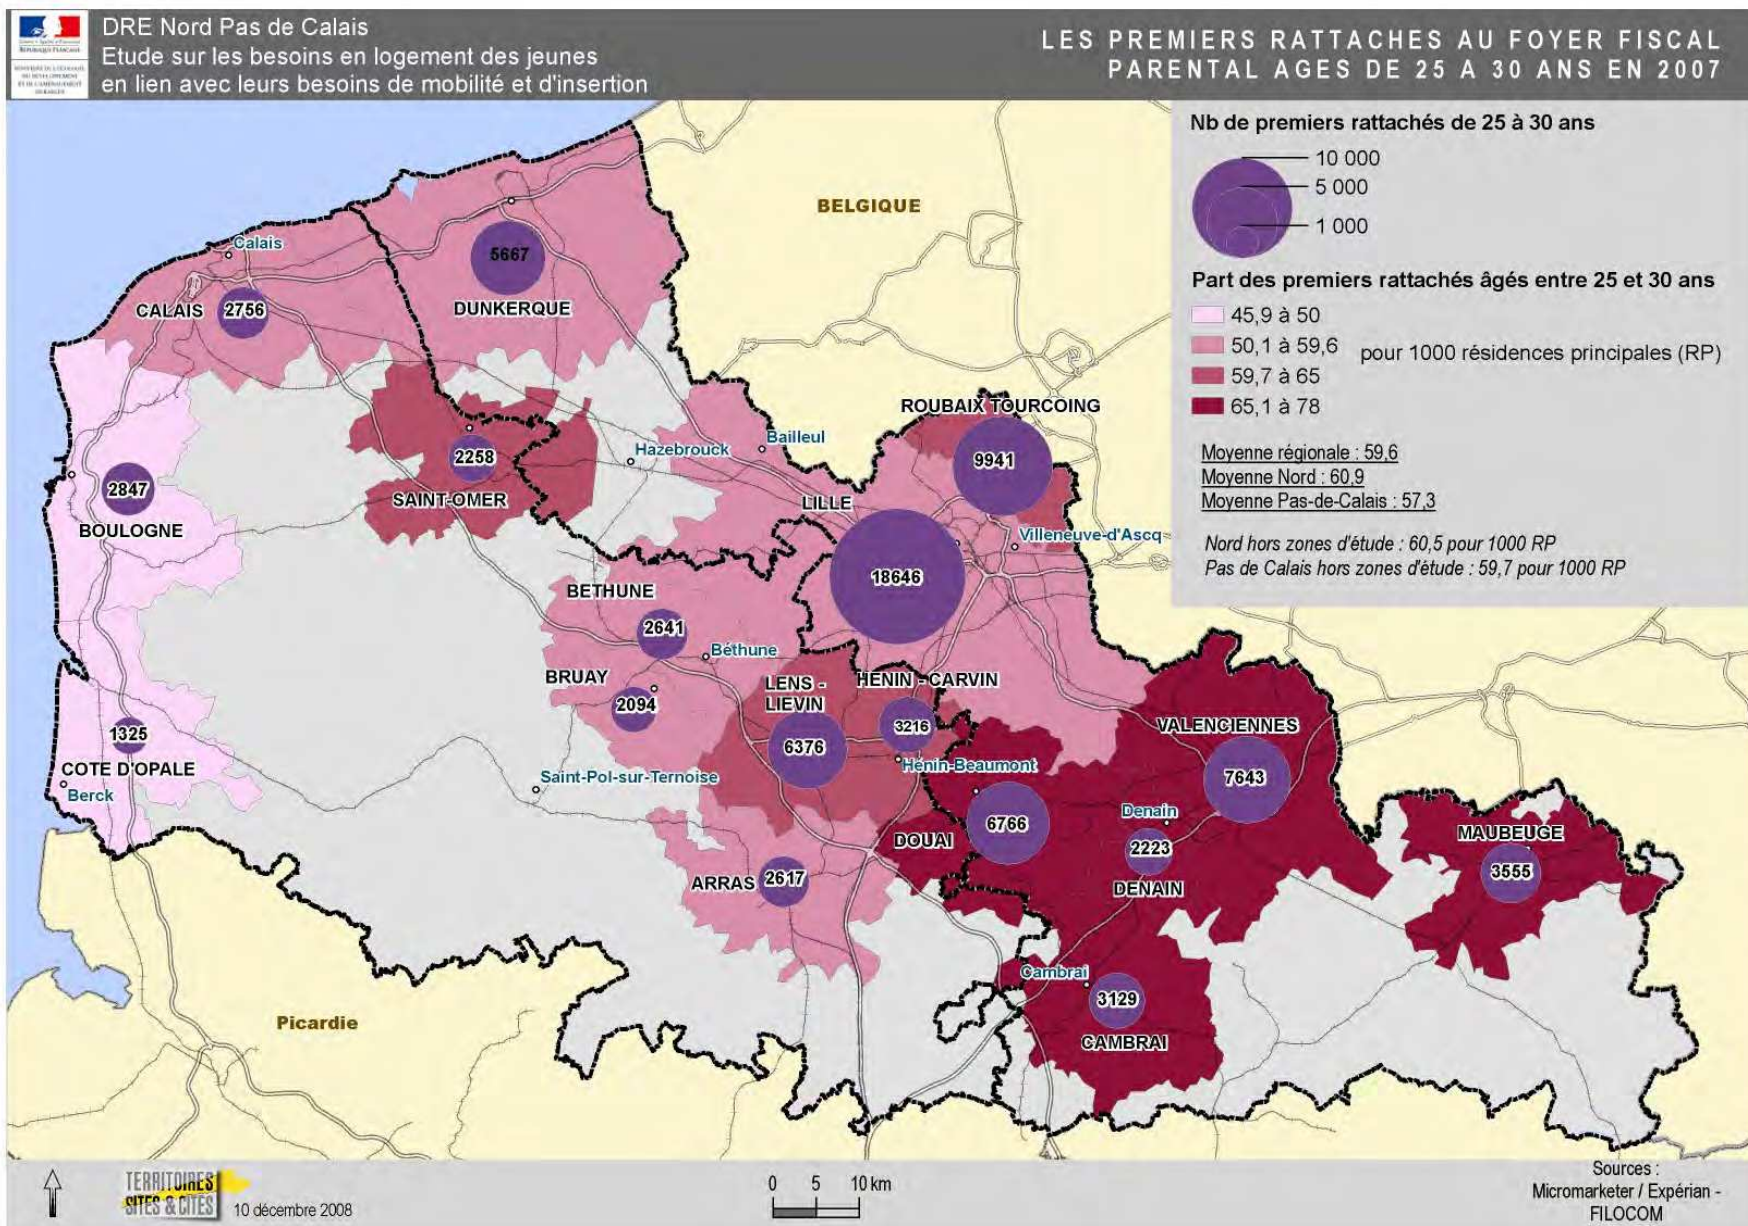 DRE Nord Pas de Calais
Etude sur les besoins en logement des jeunes
en lien avec leurs besoins de mobilité et d'insertion
LES PREMIERS RATTACHES AU FOYER FISCAL
PARENTAL AGES DE 25 A 30 ANS EN 2007
RÉPUBLIQUE FRANÇAISE
Nb de premiers rattachés de 25 à 30 ans
10 000
5 000
1 000
Part des premiers rattachés âgés entre 25 et 30 ans
45,9 à 50
50,1 à 59,6
pour 1000 résidences principales (RP)
59,7 à 65
65,1 à 78
Moyenne régionale : 59,6
Moyenne Nord : 60,9
Moyenne Pas-de-Calais : 57,3
Nord hors zones d'étude : 60,5 pour 1000 RP
Pas de Calais hors zones d'étude : 59,7 pour 1000 RP
BELGIQUE
Calais
5667
CALAIS
2756
DUNKERQUE
ROUBAIX TOURCOING
Bailleul
Hazebrouck
2258
9941
2847
SAINT-OMER
LILLE
BOULOGNE
Villeneuve-d'Ascq
18646
BETHUNE
2641
Béthune
BRUAY
LENS -
LIEVIN
HENIN - CARVIN
2094
3216
VALENCIENNES
1325
6376
COTE D'OPALE
Hénin-Beaumont
Saint-Pol-sur-Ternoise
7643
Berck
Denain
6766
MAUBEUGE
DOUAI
2223
3555
ARRAS
2617
DENAIN
Cambrai
3129
Picardie
CAMBRAI
TERRITOIRES
SITES & CITÉS
10 décembre 2008
0 5 10 km
Sources :
Micromarketer / Expérian -
FILOCOM